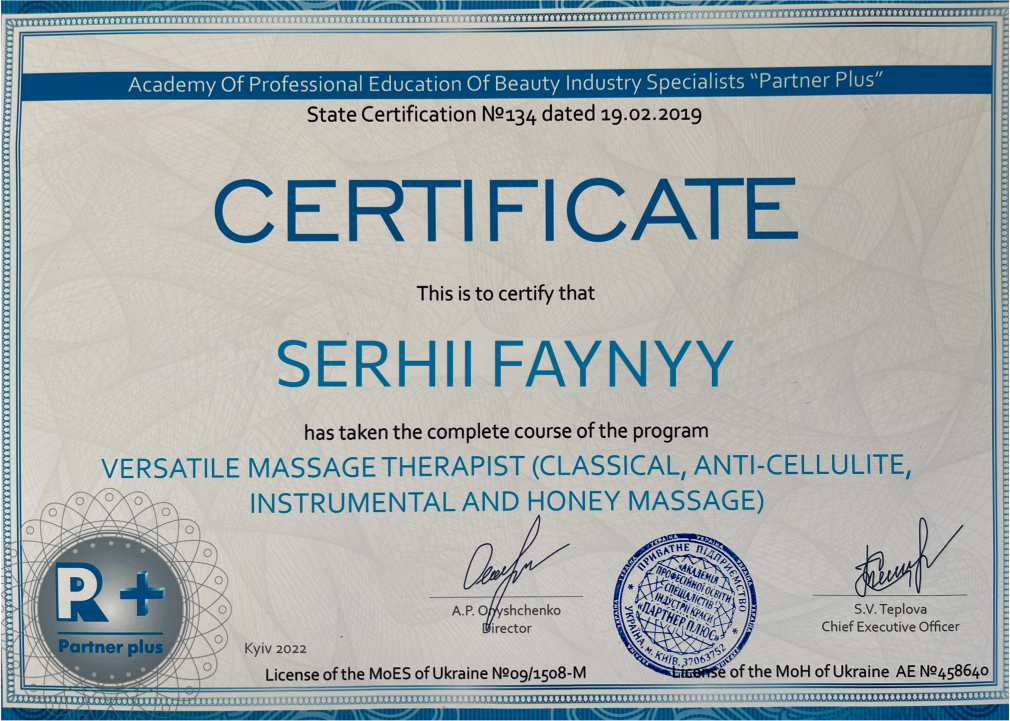 Academy Of Professional Education Of Beauty Industry Specialists “Partner Plus”
State Certification №134 dated 19.02.2019
CERTIFICATE
This is to certify that
SERHII FAYNYY
has taken the complete course of the program
VERSATILE MASSAGE THERAPIST (CLASSICAL, ANTI-CELLULITE,
INSTRUMENTAL AND HONEY MASSAGE)
R +
Partner plus
Kyiv 2022
A.P. Onyshchenko
Director
УКРАЇНА УКРАЇНА
ПРИВАТНЕ ПІДПРИЄМСТВО
УКРАЇНА, м. КИЇВ, 37063752
«АКАДЕМІЯ
ПРОФЕСІЙНОЇ ОСВІТИ
СПЕЦІАЛІСТІВ
ІНДУСТРІЇ КРАСИ
«ПАРТНЕР ПЛЮС»
S.V. Teplova
Chief Executive Officer
License of the MoES of Ukraine №09/1508-M
License of the MoH of Ukraine AE №458640